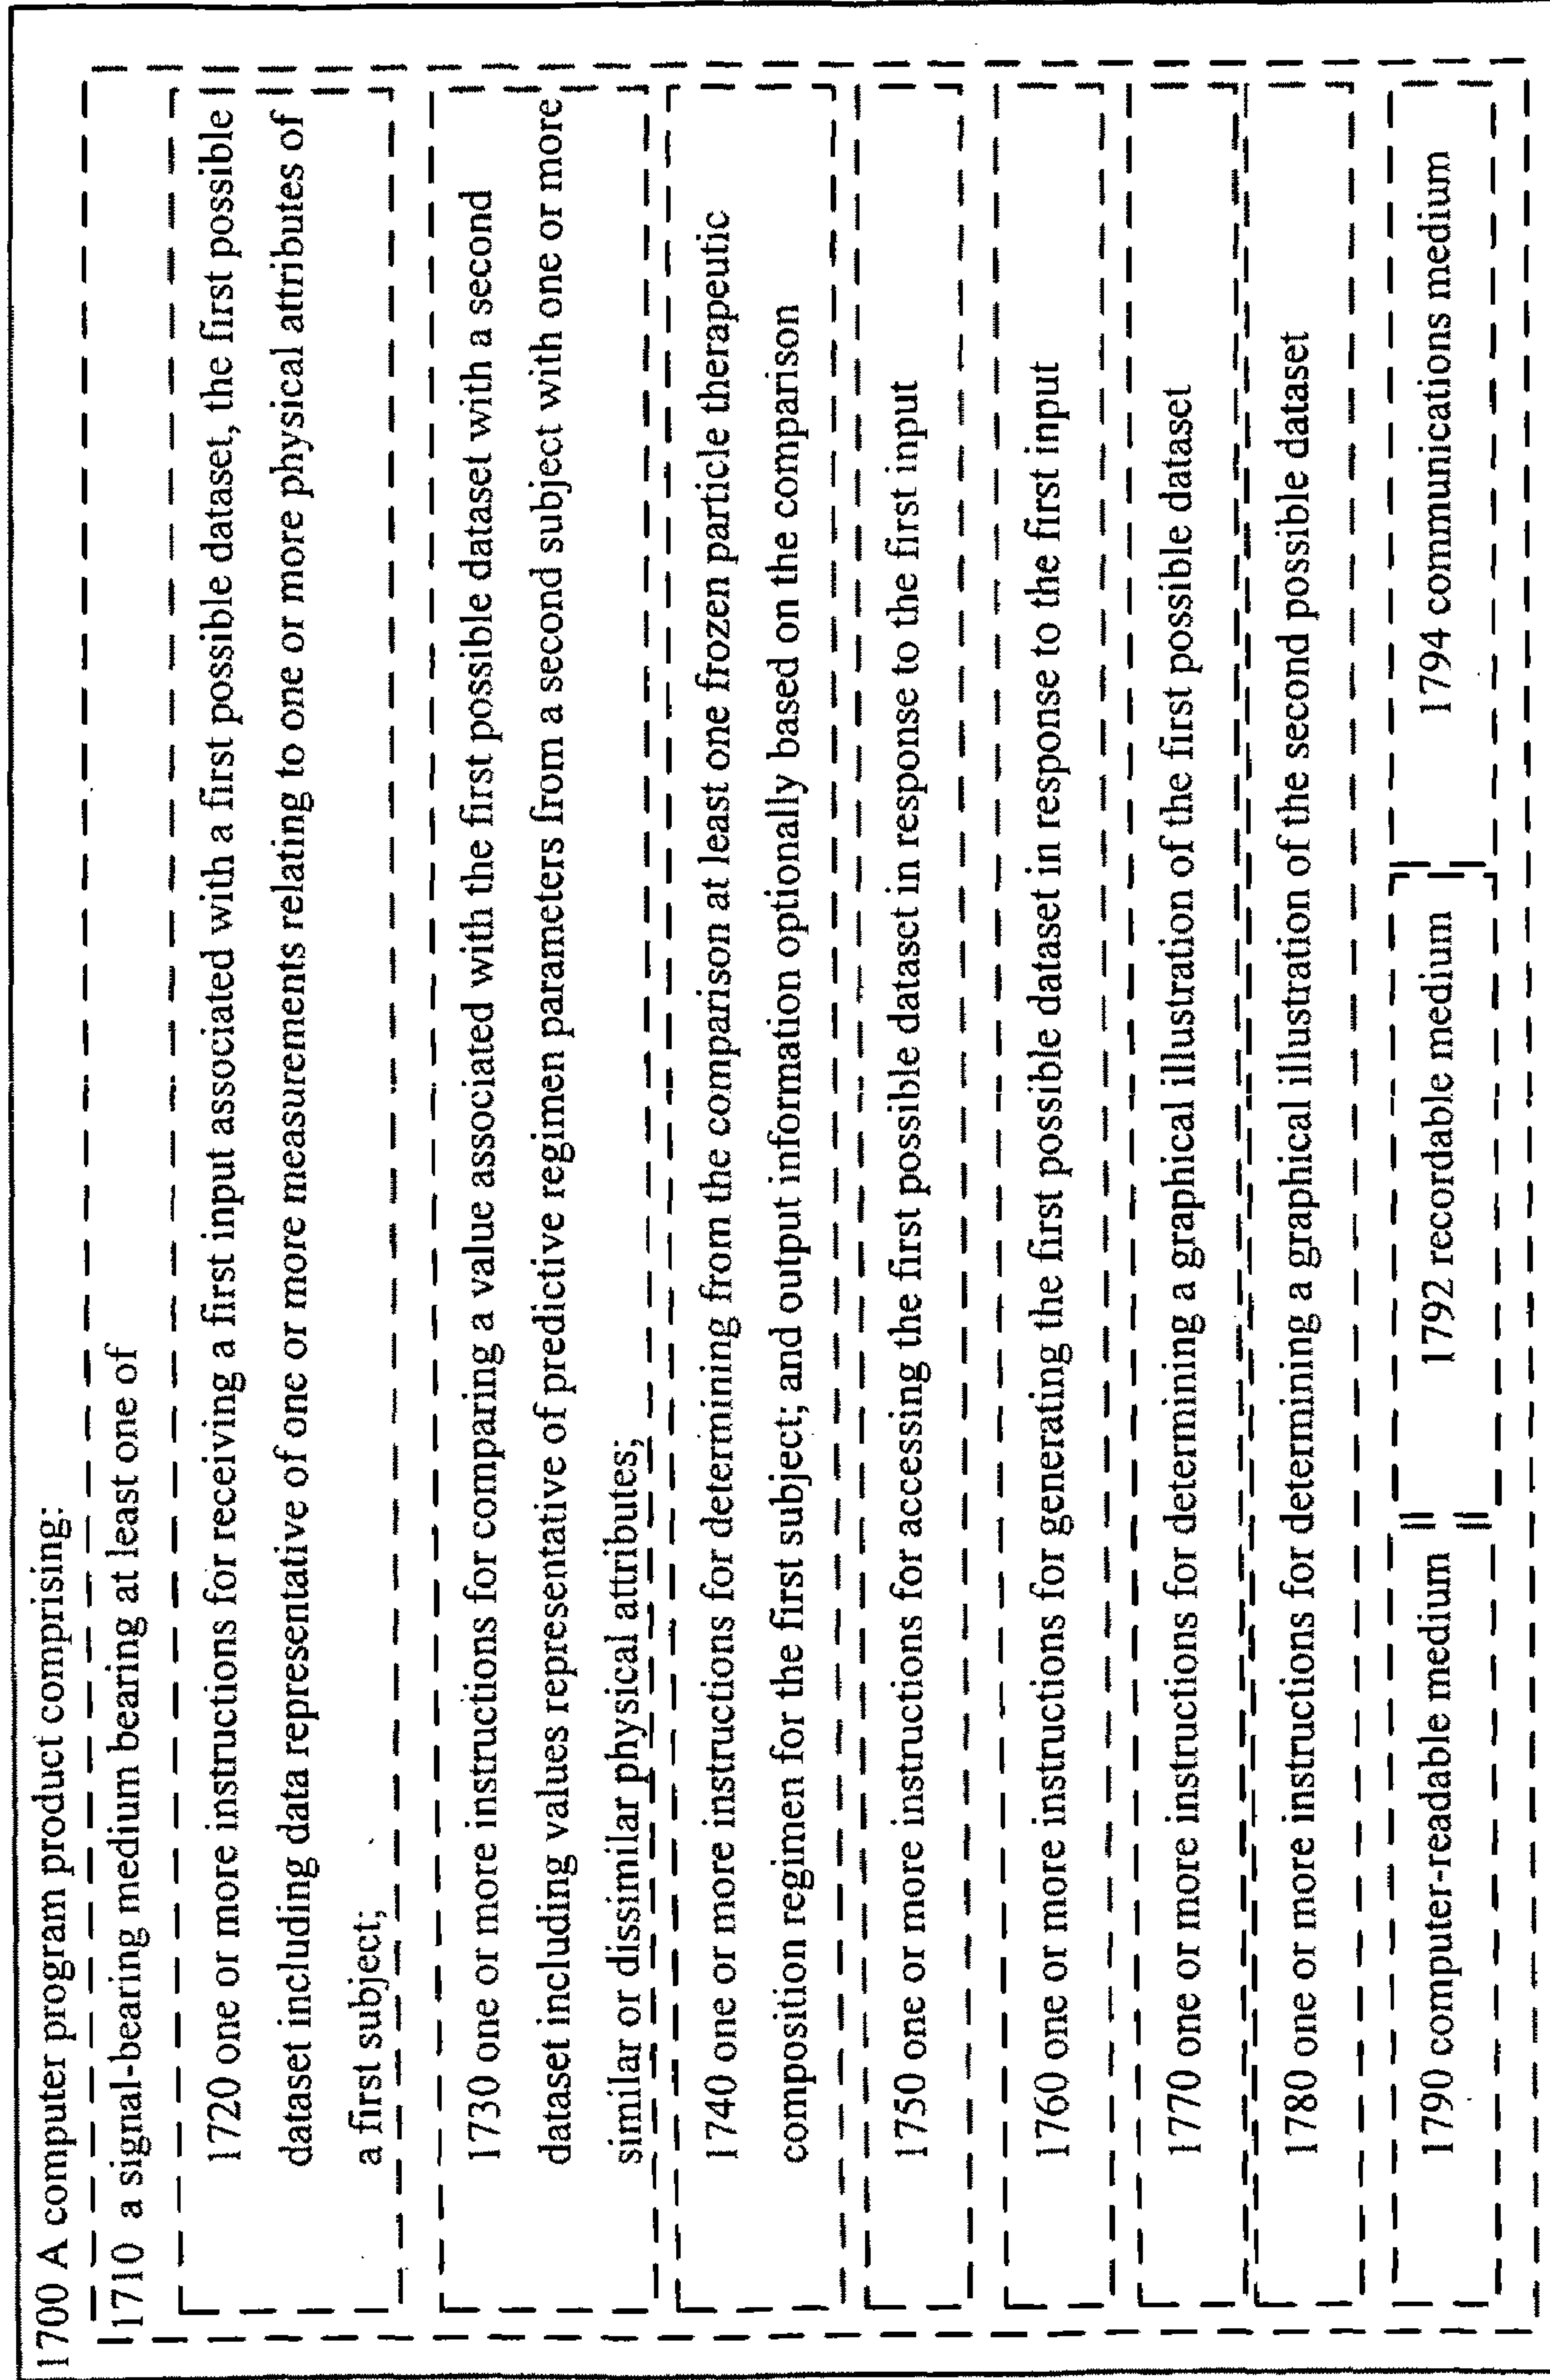 1700 A computer program product comprising:
1710 a signal-bearing medium bearing at least one of
1720 one or more instructions for receiving a first input associated with a first possible dataset, the first possible
dataset including data representative of one or more measurements relating to one or more physical attributes of
a first subject;
1730 one or more instructions for comparing a value associated with the first possible dataset with a second
dataset including values representative of predictive regimen parameters from a second subject with one or more
similar or dissimilar physical attributes;
1740 one or more instructions for determining from the comparison at least one frozen particle therapeutic
composition regimen for the first subject; and output information optionally based on the comparison
1750 one or more instructions for accessing the first possible dataset in response to the first input
1760 one or more instructions for generating the first possible dataset in response to the first input
1770 one or more instructions for determining a graphical illustration of the first possible dataset
1780 one or more instructions for determining a graphical illustration of the second possible dataset
1790 computer-readable medium
1792 recordable medium
1794 communications medium